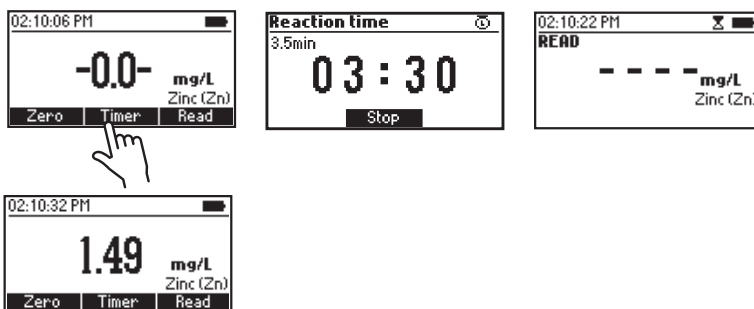 02:10:06 PM
-0.0- mg/L
Zinc (Zn)
Zero Timer Read
Reaction time
3.5min
03:30
Stop
02:10:22 PM
READ
---- mg/L
Zinc (Zn)
02:10:32 PM
1.49 mg/L
Zinc (Zn)
Zero Timer Read